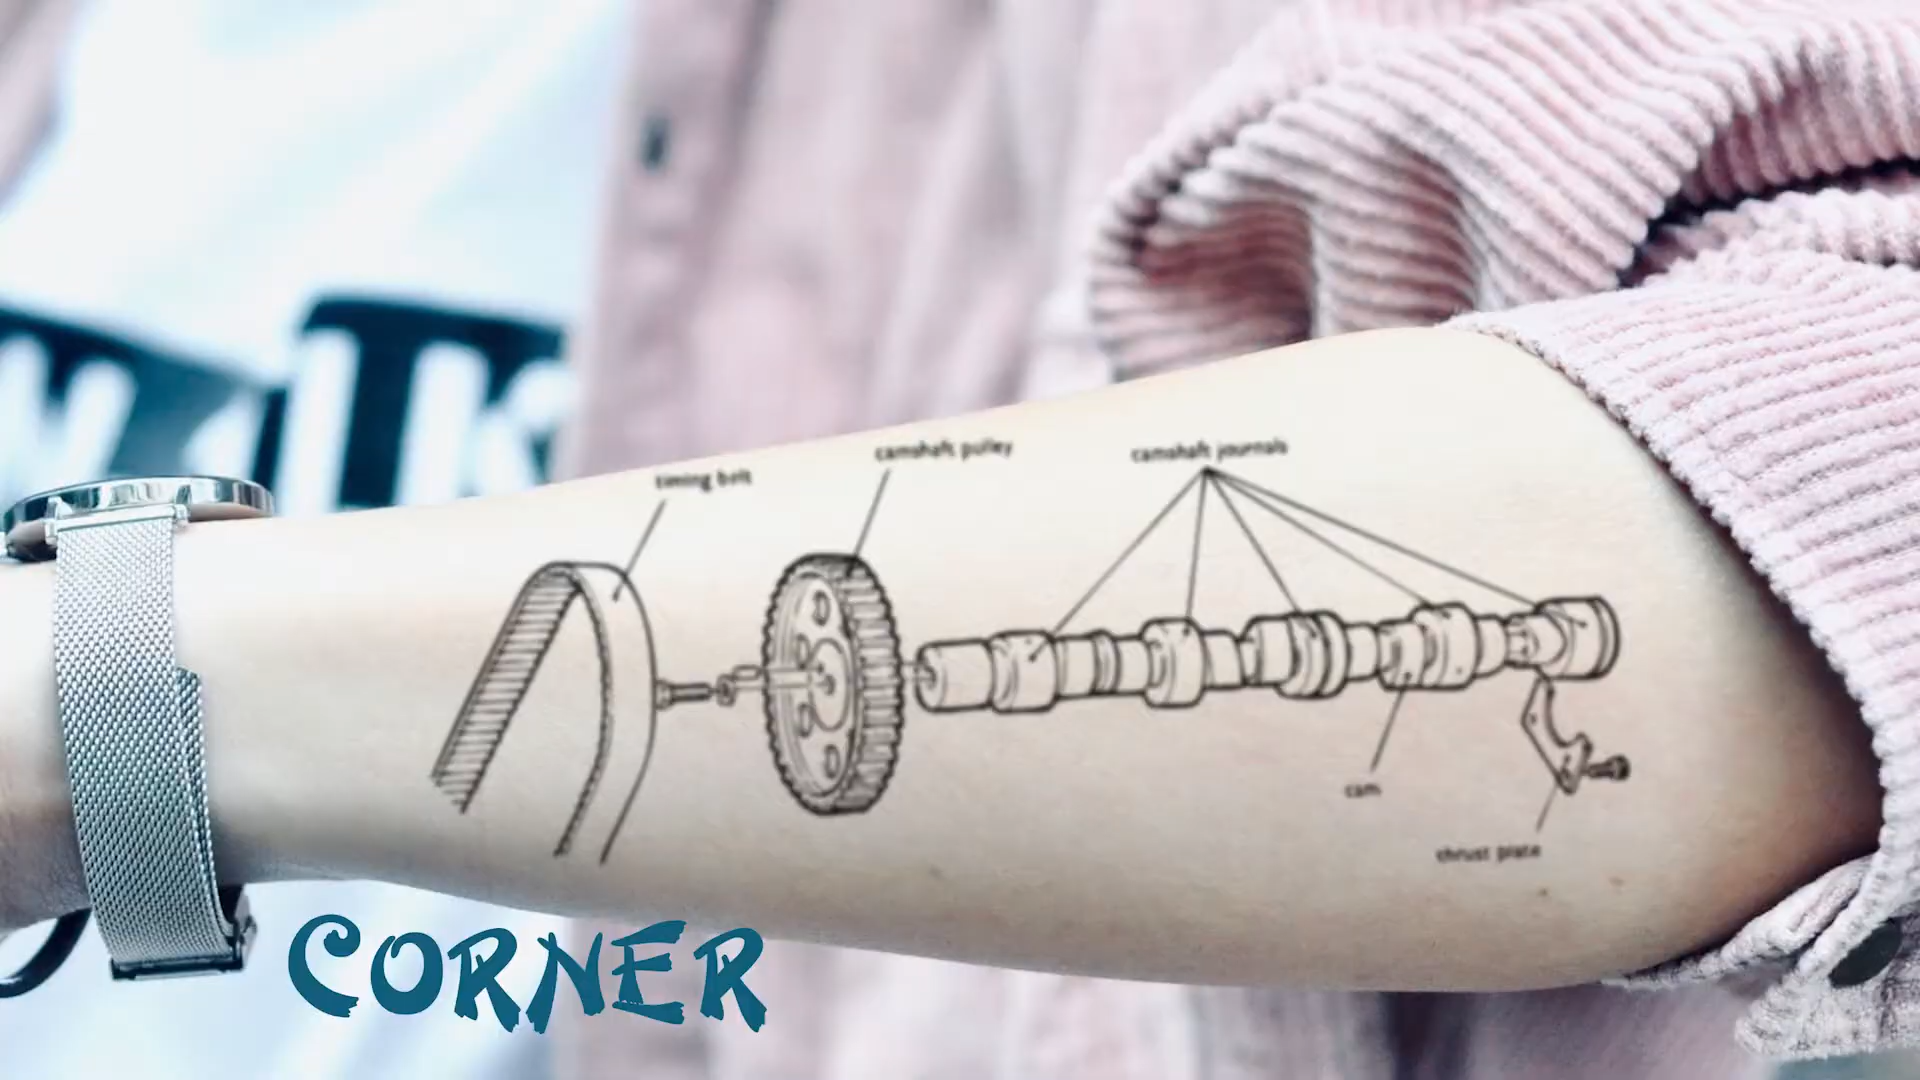 camshaft pulley
camshaft journals
timing belt
cam
thrust plate
CORNER